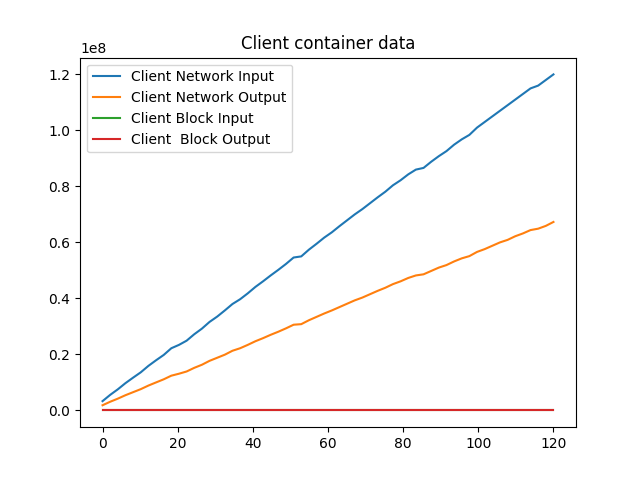 Client container data
1e8
Client Network Input
Client Network Output
Client Block Input
Client  Block Output
1.2
1.0
0.8
0.6
0.4
0.2
0.0
0 20 40 60 80 100 120